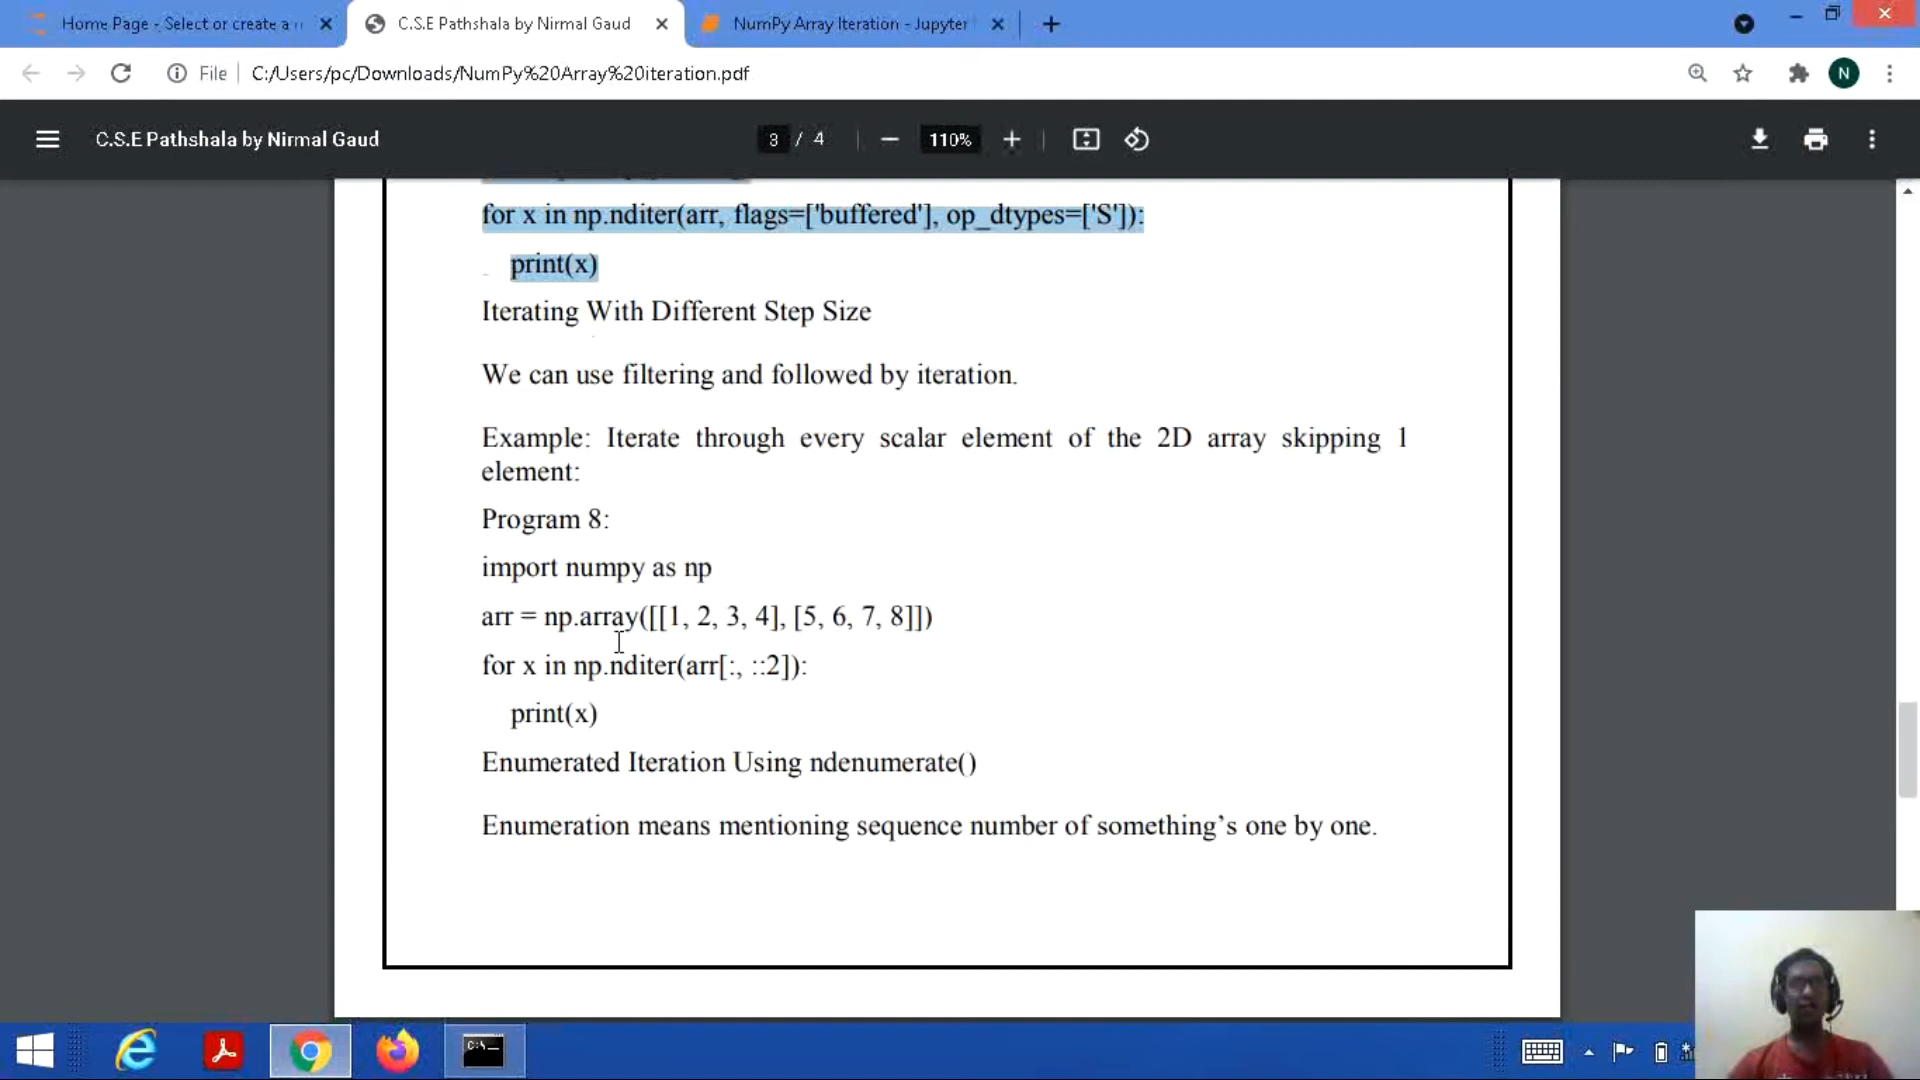 Home Page - Select or create a n
C.S.E Pathshala by Nirmal Gaud
NumPy Array Iteration - Jupyter
File
C:/Users/pc/Downloads/NumPy%20Array%20iteration.pdf
N
C.S.E Pathshala by Nirmal Gaud
3 / 4
110%
for x in np.nditer(arr, flags=['buffered'], op_dtypes=['S']):
print(x)
Iterating With Different Step Size
We can use filtering and followed by iteration.
Example: Iterate through every scalar element of the 2D array skipping 1
element:
Program 8:
import numpy as np
arr = np.array([[1, 2, 3, 4], [5, 6, 7, 8]])
for x in np.nditer(arr[:, ::2]):
print(x)
Enumerated Iteration Using ndenumerate()
Enumeration means mentioning sequence number of something’s one by one.
C:\_